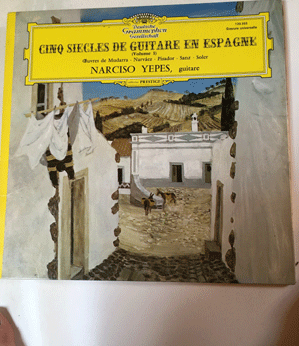 Deutsche
Grammophon
Gesellschaft
CINQ SIECLES DE GUITARE EN ESPAGNE
(Volume I)
Œuvres de Mudarra - Narváez - Pisador - Sanz - Soler
NARCISO YEPES, guitare
PRESTIGE